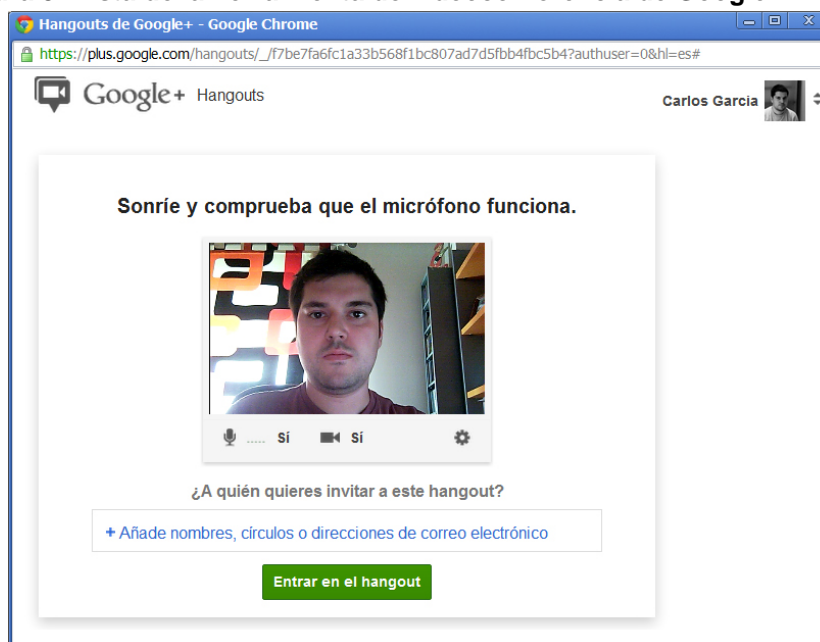 Hangouts de Google+ - Google Chrome
https://plus.google.com/hangouts/_/f7be7fa6fc1a33b568f1bc807ad7d5fbb4fbc5b4?authuser=0&hl=es#
Google+ Hangouts
Carlos Garcia
Sonríe y comprueba que el micrófono funciona.
..... Sí Sí
¿A quién quieres invitar a este hangout?
+ Añade nombres, círculos o direcciones de correo electrónico
Entrar en el hangout